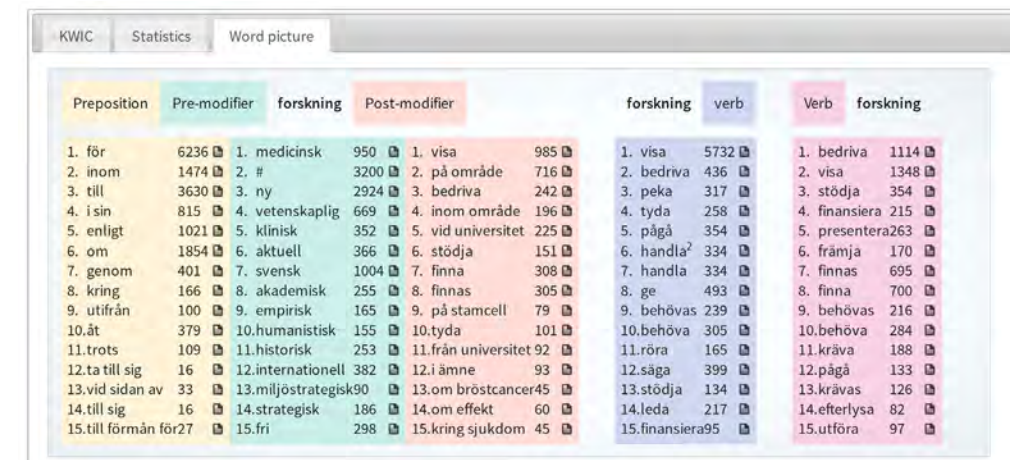 KWIC Statistics Word picture
Preposition Pre-modifier forskning Post-modifier forskning verb Verb forskning
1. för 6236 1. medicinsk 950 1. visa 985 1. visa 5732 1. bedriva 1114
2. inom 1474 2. # 3200 2. på område 716 2. bedriva 436 2. visa 1348
3. till 3630 3. ny 2924 3. bedriva 242 3. peka 317 3. stödja 354
4. i sin 815 4. vetenskaplig 669 4. inom område 196 4. tyda 258 4. finansiera 215
5. enligt 1021 5. klinisk 352 5. vid universitet 225 5. pågå 354 5. presentera263
6. om 1854 6. aktuell 366 6. stödja 151 6. handla² 334 6. främja 170
7. genom 401 7. svensk 1004 7. finna 308 7. handla 334 7. finnas 695
8. kring 166 8. akademisk 255 8. finnas 305 8. ge 493 8. finna 700
9. utifrån 100 9. empirisk 165 9. på stamcell 79 9. behövas 239 9. behövas 216
10.åt 379 10.humanistisk 155 10.tyda 101 10.behöva 305 10.behöva 284
11.trots 109 11.historisk 253 11.från universitet 92 11.röra 165 11.kräva 188
12.ta till sig 16 12.internationell 382 12.i ämne 93 12.säga 399 12.pågå 133
13.vid sidan av 33 13.miljöstrategisk90 13.om bröstcancer45 13.stödja 134 13.krävas 126
14.till sig 16 14.strategisk 186 14.om effekt 60 14.leda 217 14.efterlysa 82
15.till förmån för27 15.fri 298 15.kring sjukdom 45 15.finansiera95 15.utföra 97